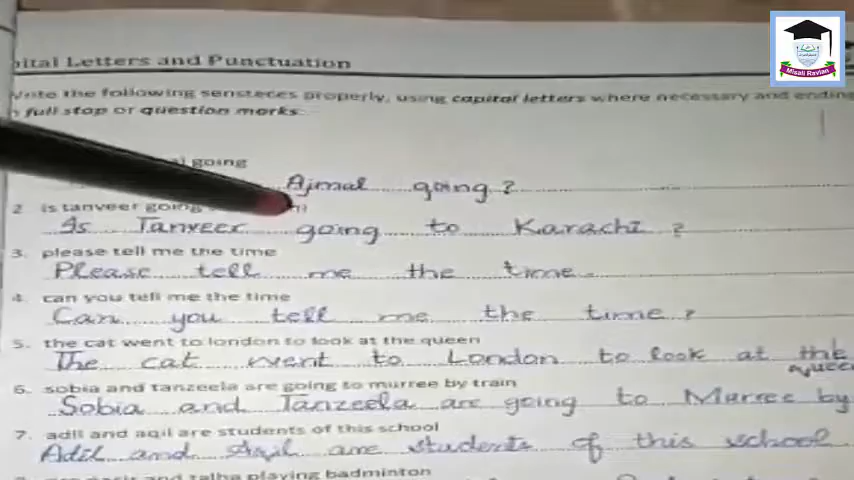 Misali Ravian
pital Letters and Punctuation
Write the following senteces properly, using capital letters where necessary and ending
full stop or question marks
going
Ajmal going ?
2 is tanveer going
Is Tanveer going to Karachi ?
3. please tell me the time
Please tell me the time.
4. can you tell me the time
Can you tell me the time ?
5. the cat went to london to look at the queen
The cat went to London to look at the
queen
6. sobia and tanzeela are going to murree by train
Sobia and Tanzeela are going to Murree by
7. adil and aqil are students of this school
Adil and Aqil are students of this school
talha playing badminton